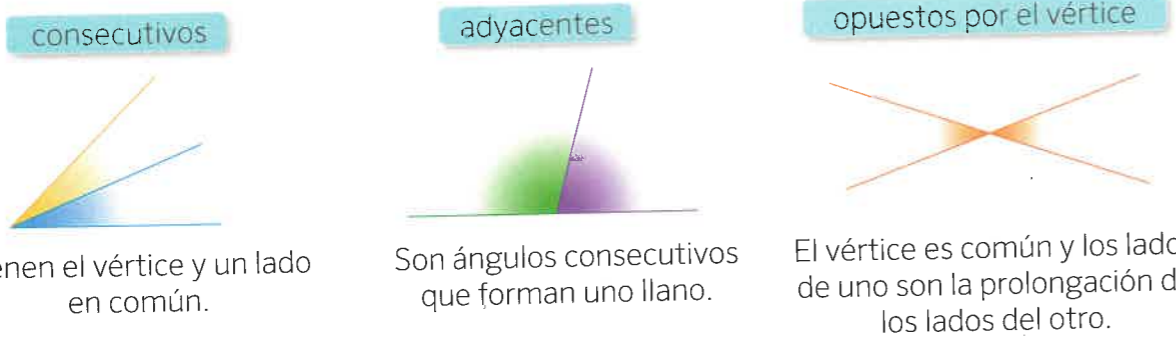 consecutivos
enen el vértice y un lado
en común.
adyacentes
Son ángulos consecutivos
que forman uno llano.
opuestos por el vértice
El vértice es común y los lado
de uno son la prolongación d
los lados del otro.